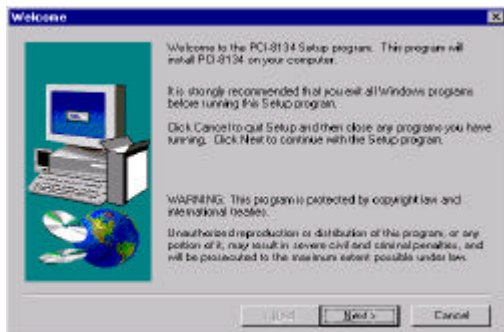 Welcome
Welcome to the PCI-8134 Setup program. This program will
install PCI-8134 on your computer.
It is strongly recommended that you exit all Windows programs
before running this Setup program.
Click Cancel to quit Setup and then close any programs you have
running. Click Next to continue with the Setup program.
WARNING: This program is protected by copyright law and
international treaties.
Unauthorized reproduction or distribution of this program, or any
portion of it, may result in severe civil and criminal penalties, and
will be prosecuted to the maximum extent possible under law.
Next > Cancel